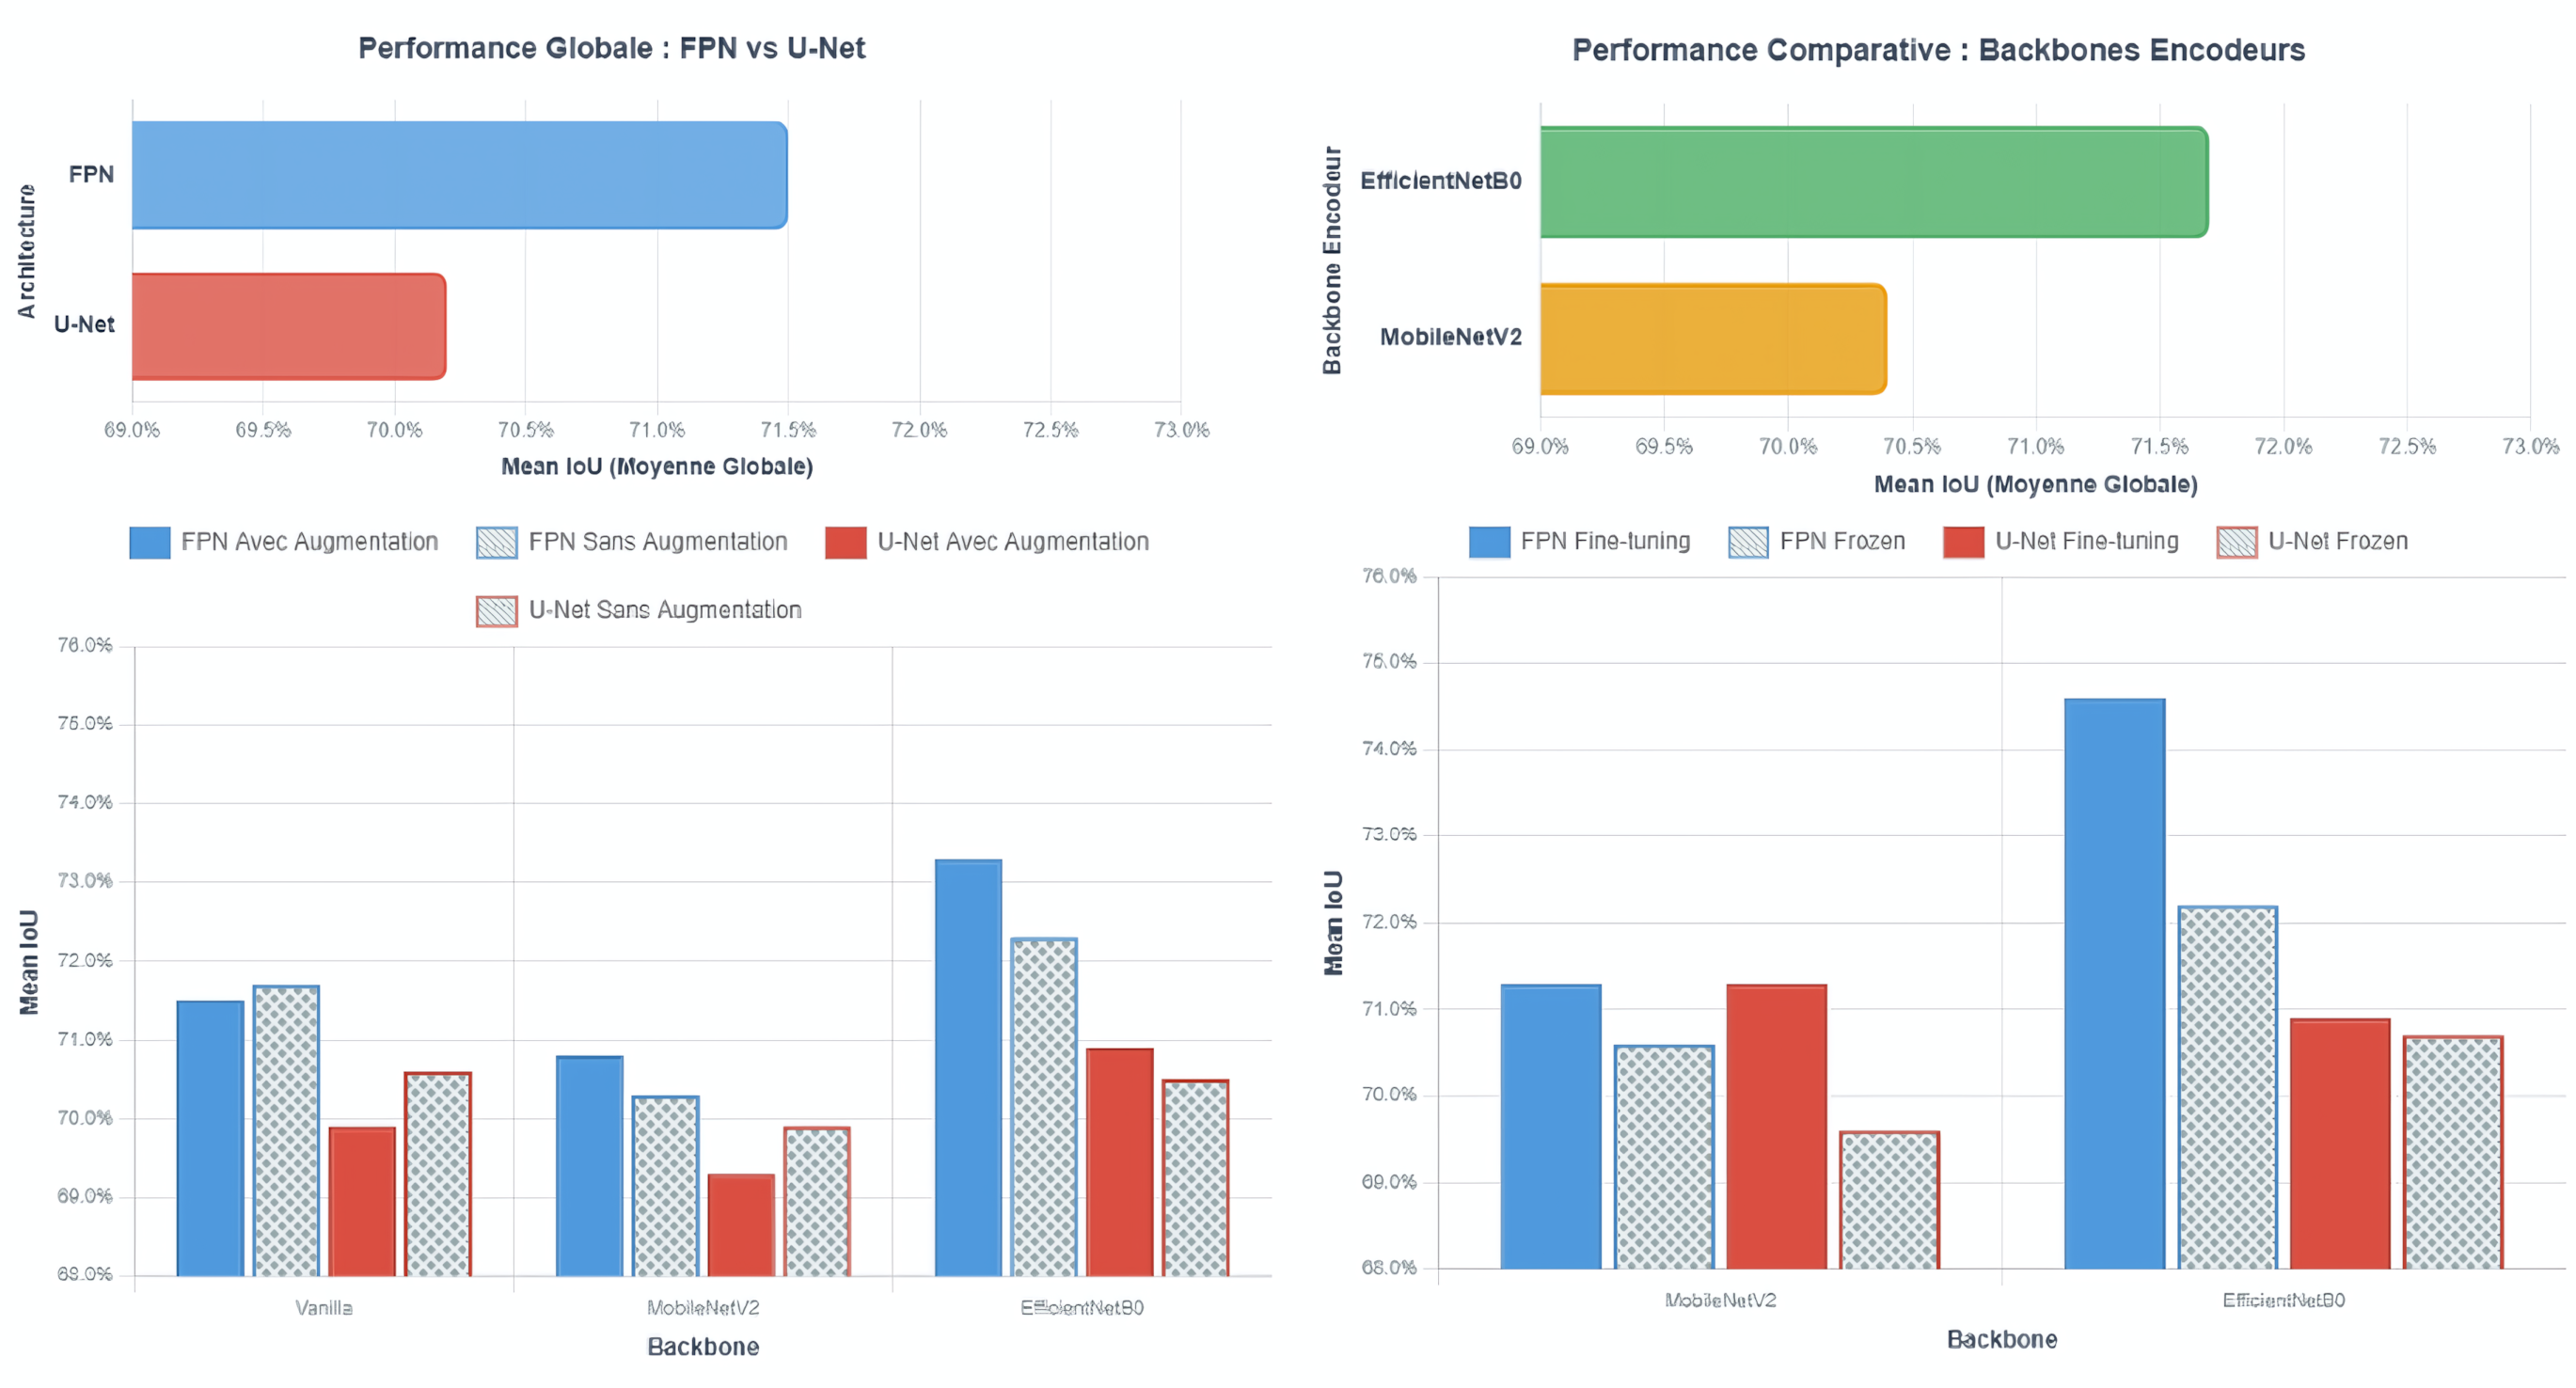 Performance Globale : FPN vs U-Net
Architecture
FPN
U-Net
69.0% 69.5% 70.0% 70.5% 71.0% 71.5% 72.0% 72.5% 73.0%
Mean IoU (Moyenne Globale)
Performance Comparative : Backbones Encodeurs
Backbone Encodeur
EfficientNetB0
MobileNetV2
69.0% 69.5% 70.0% 70.5% 71.0% 71.5% 72.0% 72.5% 73.0%
Mean IoU (Moyenne Globale)
FPN Avec Augmentation FPN Sans Augmentation U-Net Avec Augmentation
U-Net Sans Augmentation
Mean IoU
76.0%
75.0%
74.0%
73.0%
72.0%
71.0%
70.0%
69.0%
68.0%
Vanilla MobileNetV2 EfficientNetB0
Backbone
FPN Fine-tuning FPN Frozen U-Net Fine-tuning U-Net Frozen
Mean IoU
76.0%
75.0%
74.0%
73.0%
72.0%
71.0%
70.0%
69.0%
68.0%
MobileNetV2 EfficientNetB0
Backbone